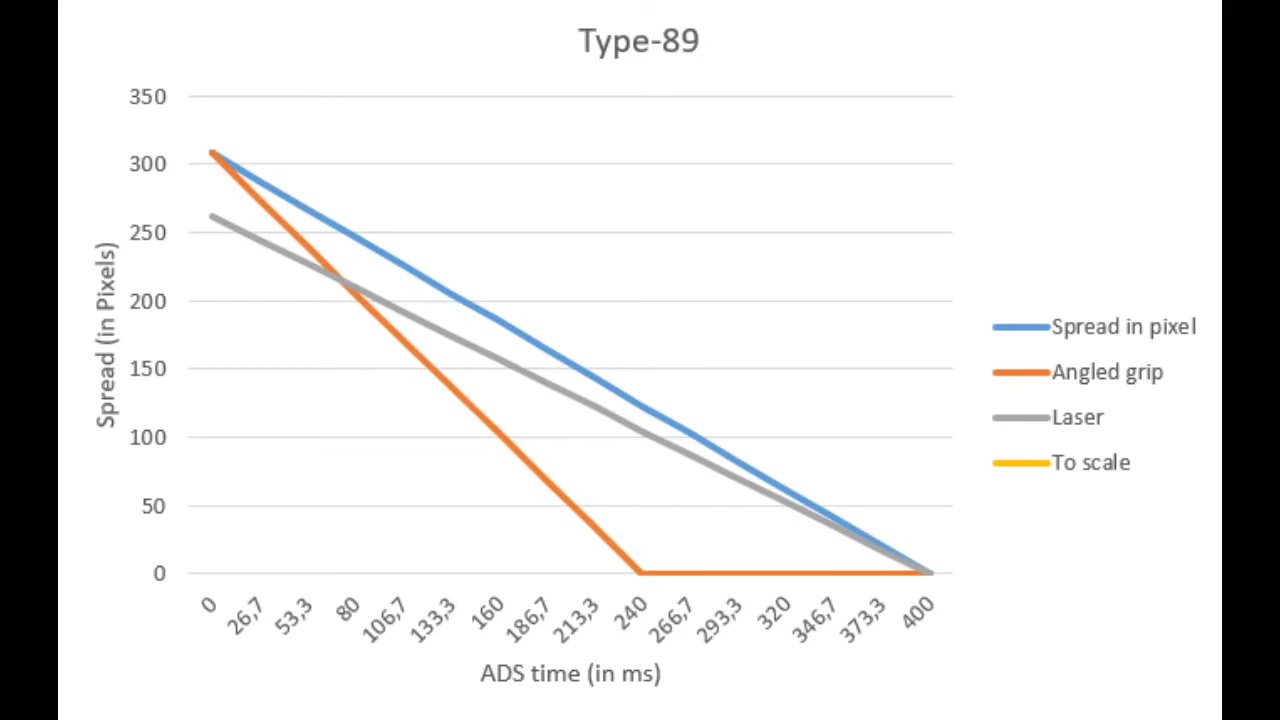 Type-89
350
300
250
200
150
100
50
0
Spread (in Pixels)
0 26,7 53,3 80 106,7 133,3 160 186,7 213,3 240 266,7 293,3 320 346,7 373,3 400
ADS time (in ms)
Spread in pixel
Angled grip
Laser
To scale